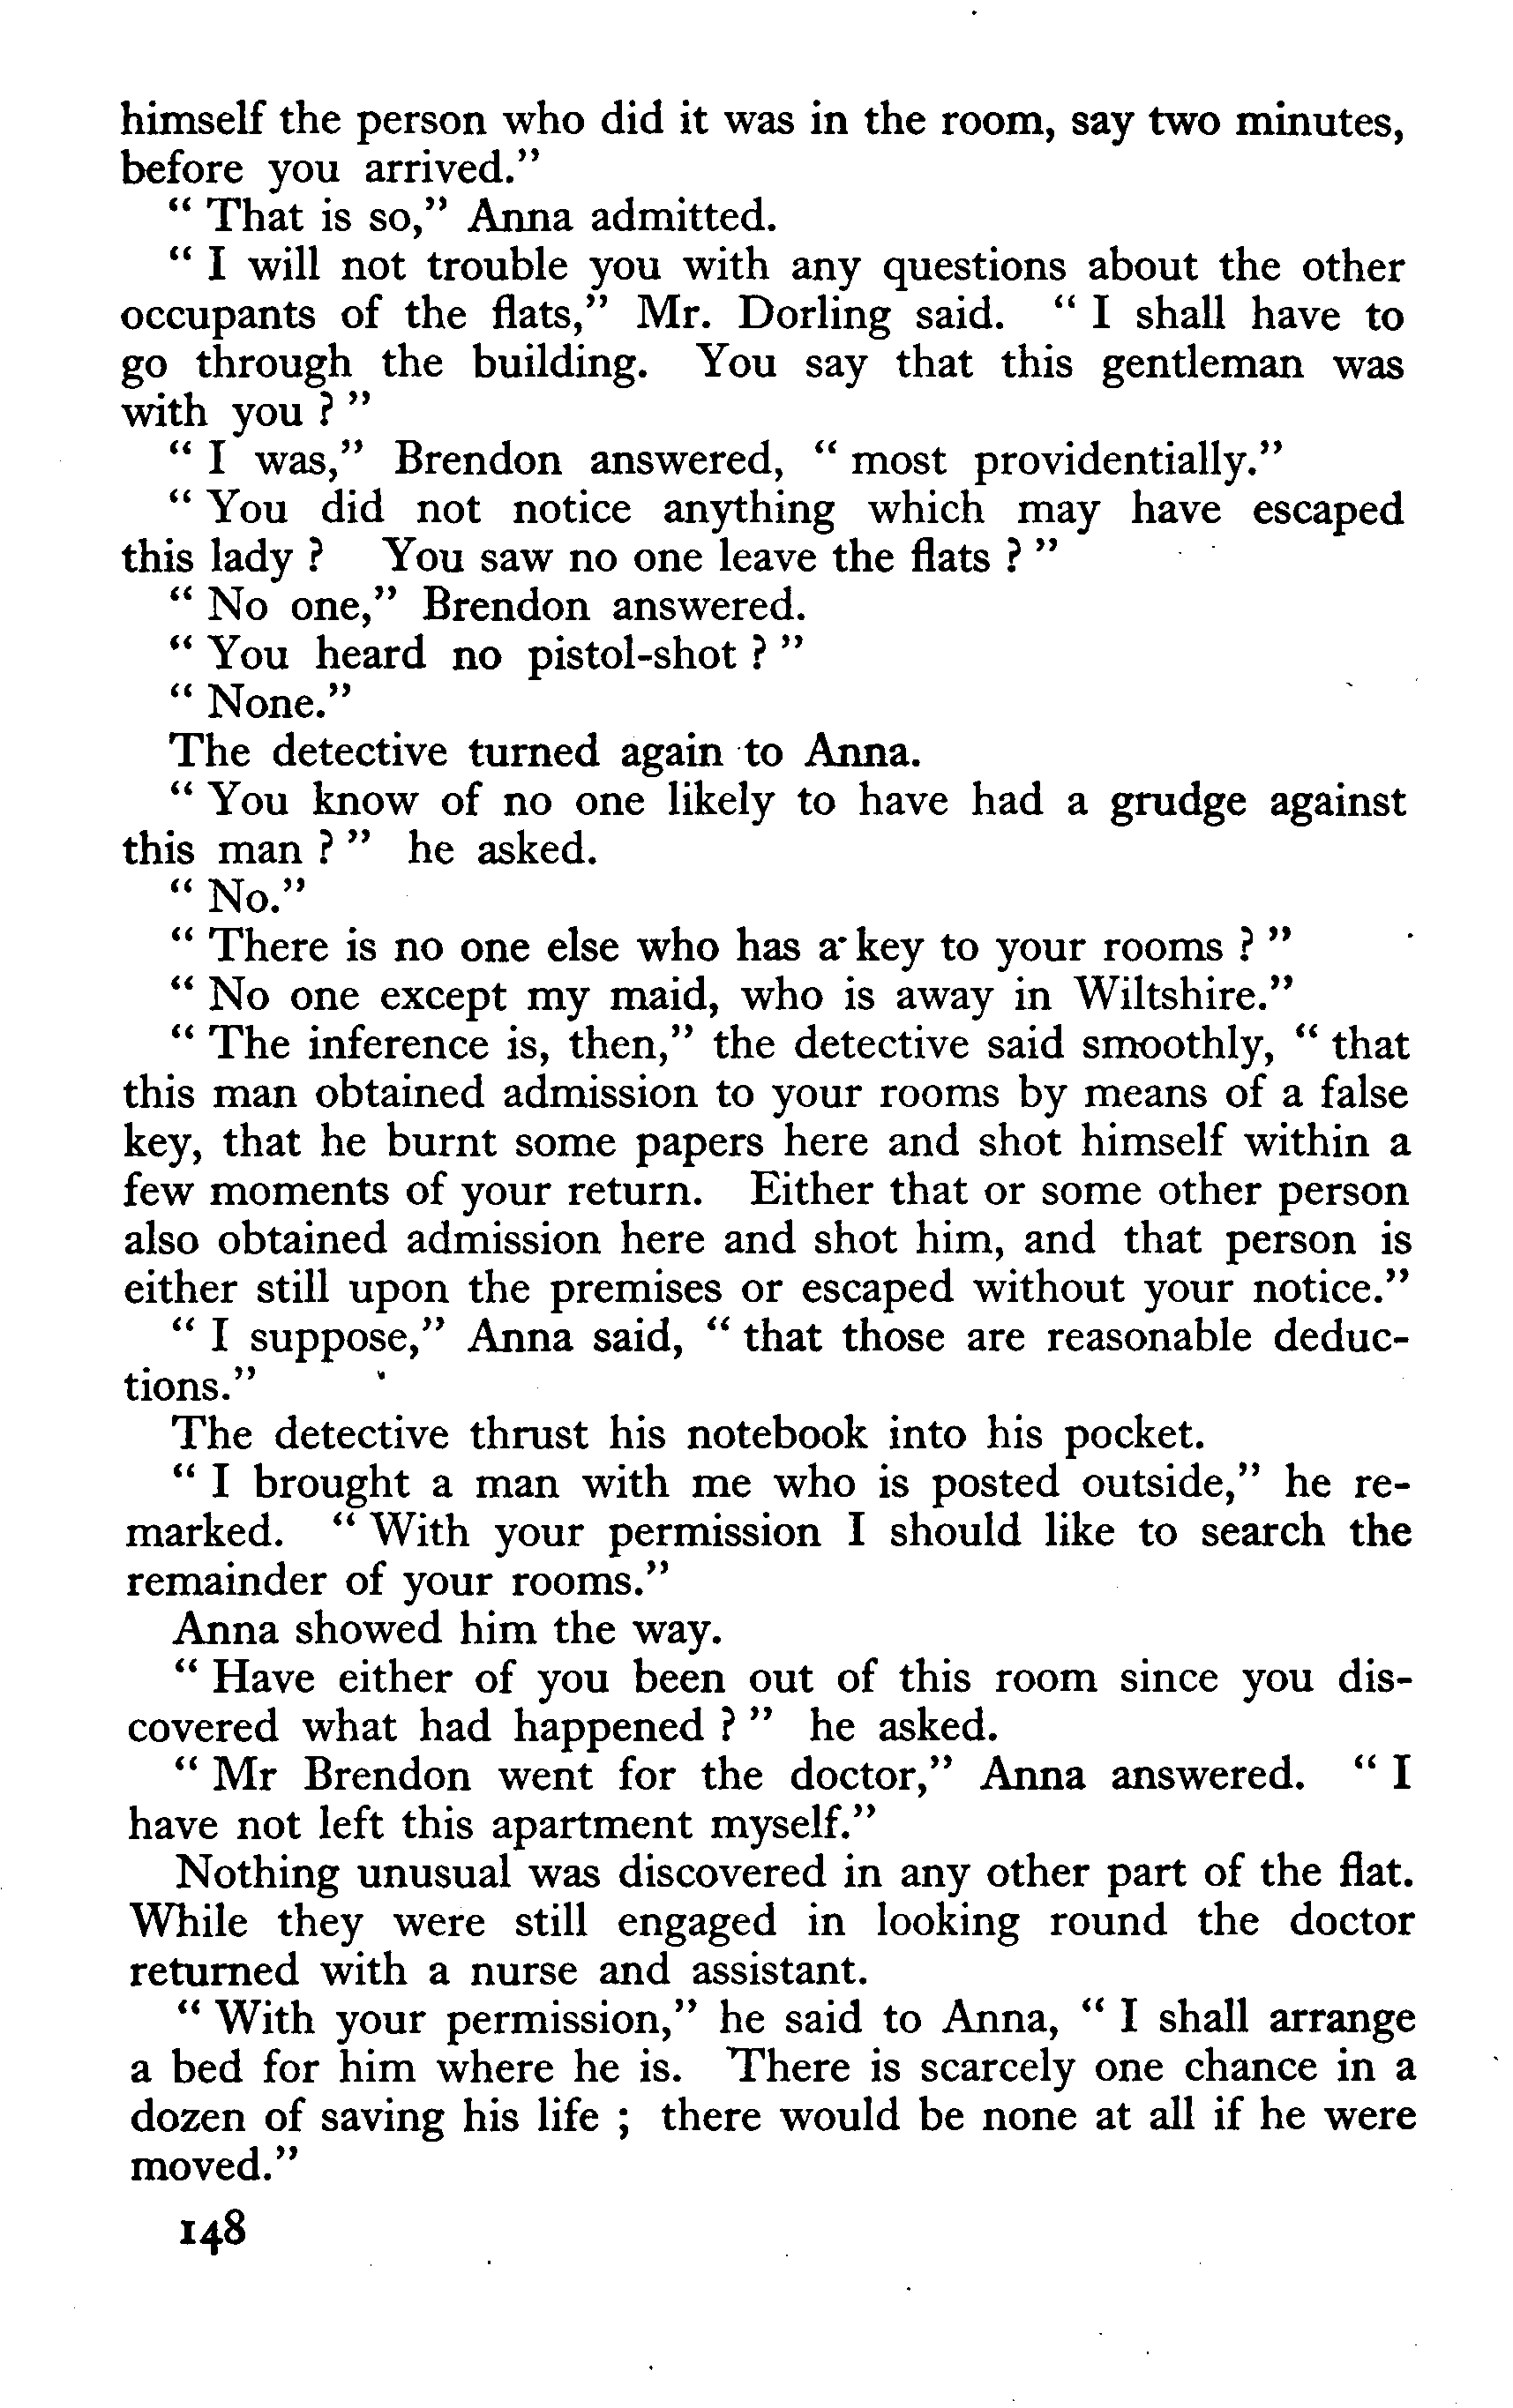 himself the person who did it was in the room, say two minutes,
before you arrived."
" That is so," Anna admitted.
" I will not trouble you with any questions about the other
occupants of the flats," Mr. Dorling said. " I shall have to
go through the building. You say that this gentleman was
with you ? "
" I was," Brendon answered, " most providentially."
" You did not notice anything which may have escaped
this lady ? You saw no one leave the flats ? "
" No one," Brendon answered.
" You heard no pistol-shot ? "
" None."
The detective turned again to Anna.
" You know of no one likely to have had a grudge against
this man ? " he asked.
" No."
" There is no one else who has a key to your rooms ? "
" No one except my maid, who is away in Wiltshire."
" The inference is, then," the detective said smoothly, " that
this man obtained admission to your rooms by means of a false
key, that he burnt some papers here and shot himself within a
few moments of your return. Either that or some other person
also obtained admission here and shot him, and that person is
either still upon the premises or escaped without your notice."
" I suppose," Anna said, " that those are reasonable deduc-
tions."
The detective thrust his notebook into his pocket.
" I brought a man with me who is posted outside," he re-
marked. " With your permission I should like to search the
remainder of your rooms."
Anna showed him the way.
" Have either of you been out of this room since you dis-
covered what had happened ? " he asked.
" Mr Brendon went for the doctor," Anna answered. " I
have not left this apartment myself."
Nothing unusual was discovered in any other part of the flat.
While they were still engaged in looking round the doctor
returned with a nurse and assistant.
" With your permission," he said to Anna, " I shall arrange
a bed for him where he is. There is scarcely one chance in a
dozen of saving his life ; there would be none at all if he were
moved."
148